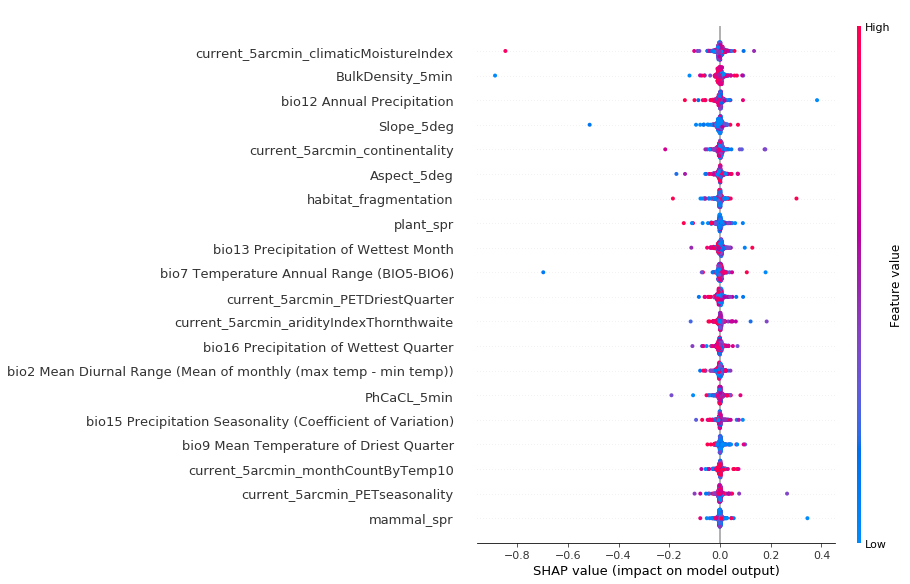 High
current_5arcmin_climaticMoistureIndex
BulkDensity_5min
bio12 Annual Precipitation
Slope_5deg
current_5arcmin_continentality
Aspect_5deg
habitat_fragmentation
plant_spr
bio13 Precipitation of Wettest Month
bio7 Temperature Annual Range (BIO5-BIO6)
current_5arcmin_PETDriestQuarter
current_5arcmin_aridityIndexThornthwaite
bio16 Precipitation of Wettest Quarter
bio2 Mean Diurnal Range (Mean of monthly (max temp - min temp))
PhCaCL_5min
bio15 Precipitation Seasonality (Coefficient of Variation)
bio9 Mean Temperature of Driest Quarter
current_5arcmin_monthCountByTemp10
current_5arcmin_PETseasonality
mammal_spr
Feature value
Low
−0.8 −0.6 −0.4 −0.2 0.0 0.2 0.4
SHAP value (impact on model output)